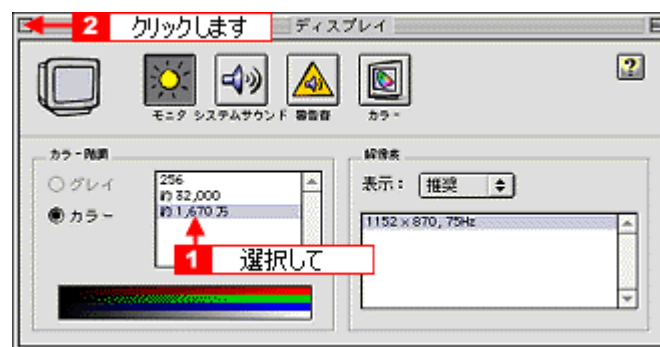 2 クリックします
ディスプレイ
?
モニタ システムサウンド 警告音 カラー
カラー階調
グレイ
カラー
256
約 32,000
約 1,670 万
1 選択して
解像度
表示： 推奨
1152 x 870, 75Hz